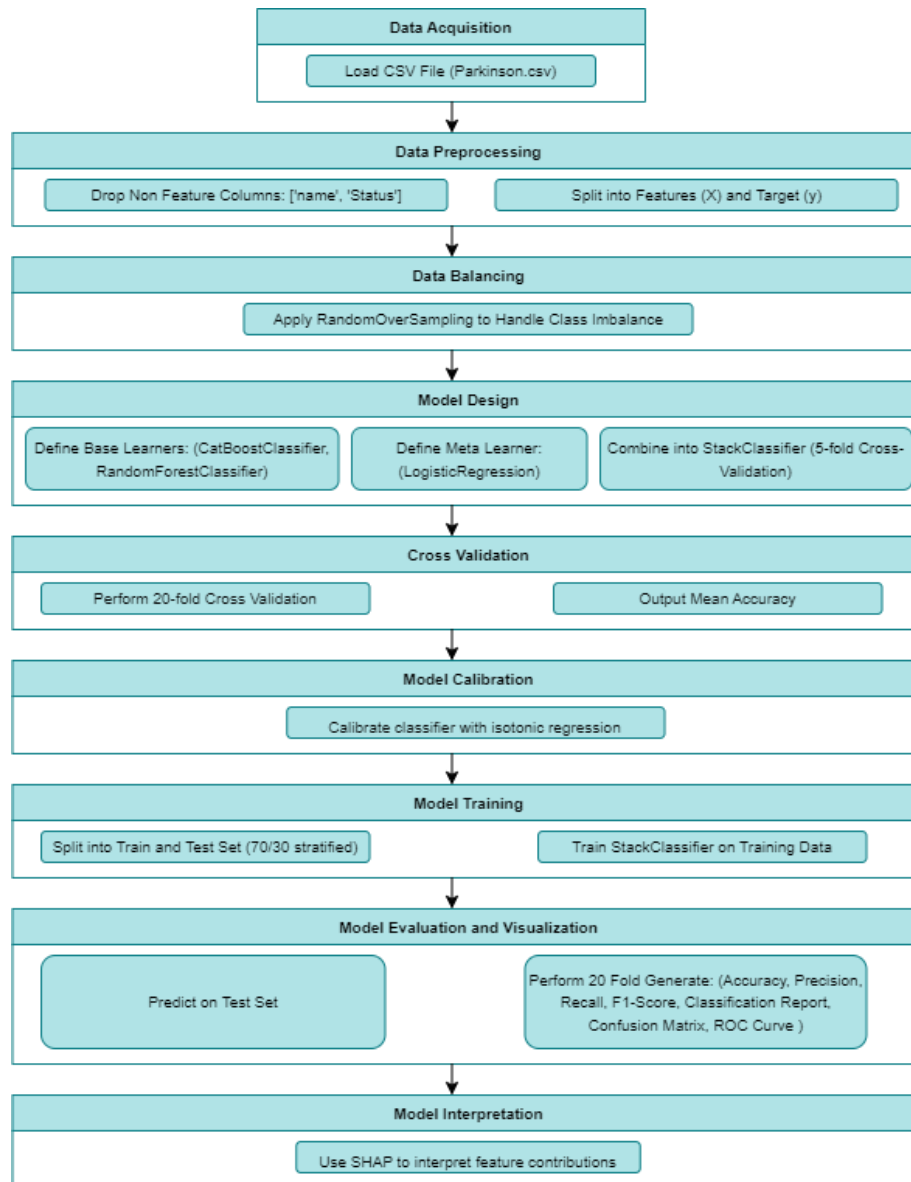 Data Acquisition
Load CSV File (Parkinson.csv)
Data Preprocessing
Drop Non Feature Columns: ['name', 'Status']
Split into Features (X) and Target (y)
Data Balancing
Apply RandomOverSampling to Handle Class Imbalance
Model Design
Define Base Learners: (CatBoostClassifier,
RandomForestClassifier)
Define Meta Learner:
(LogisticRegression)
Combine into StackClassifier (5-fold Cross-
Validation)
Cross Validation
Perform 20-fold Cross Validation
Output Mean Accuracy
Model Calibration
Calibrate classifier with isotonic regression
Model Training
Split into Train and Test Set (70/30 stratified)
Train StackClassifier on Training Data
Model Evaluation and Visualization
Predict on Test Set
Perform 20 Fold Generate: (Accuracy, Precision,
Recall, F1-Score, Classification Report,
Confusion Matrix, ROC Curve )
Model Interpretation
Use SHAP to interpret feature contributions